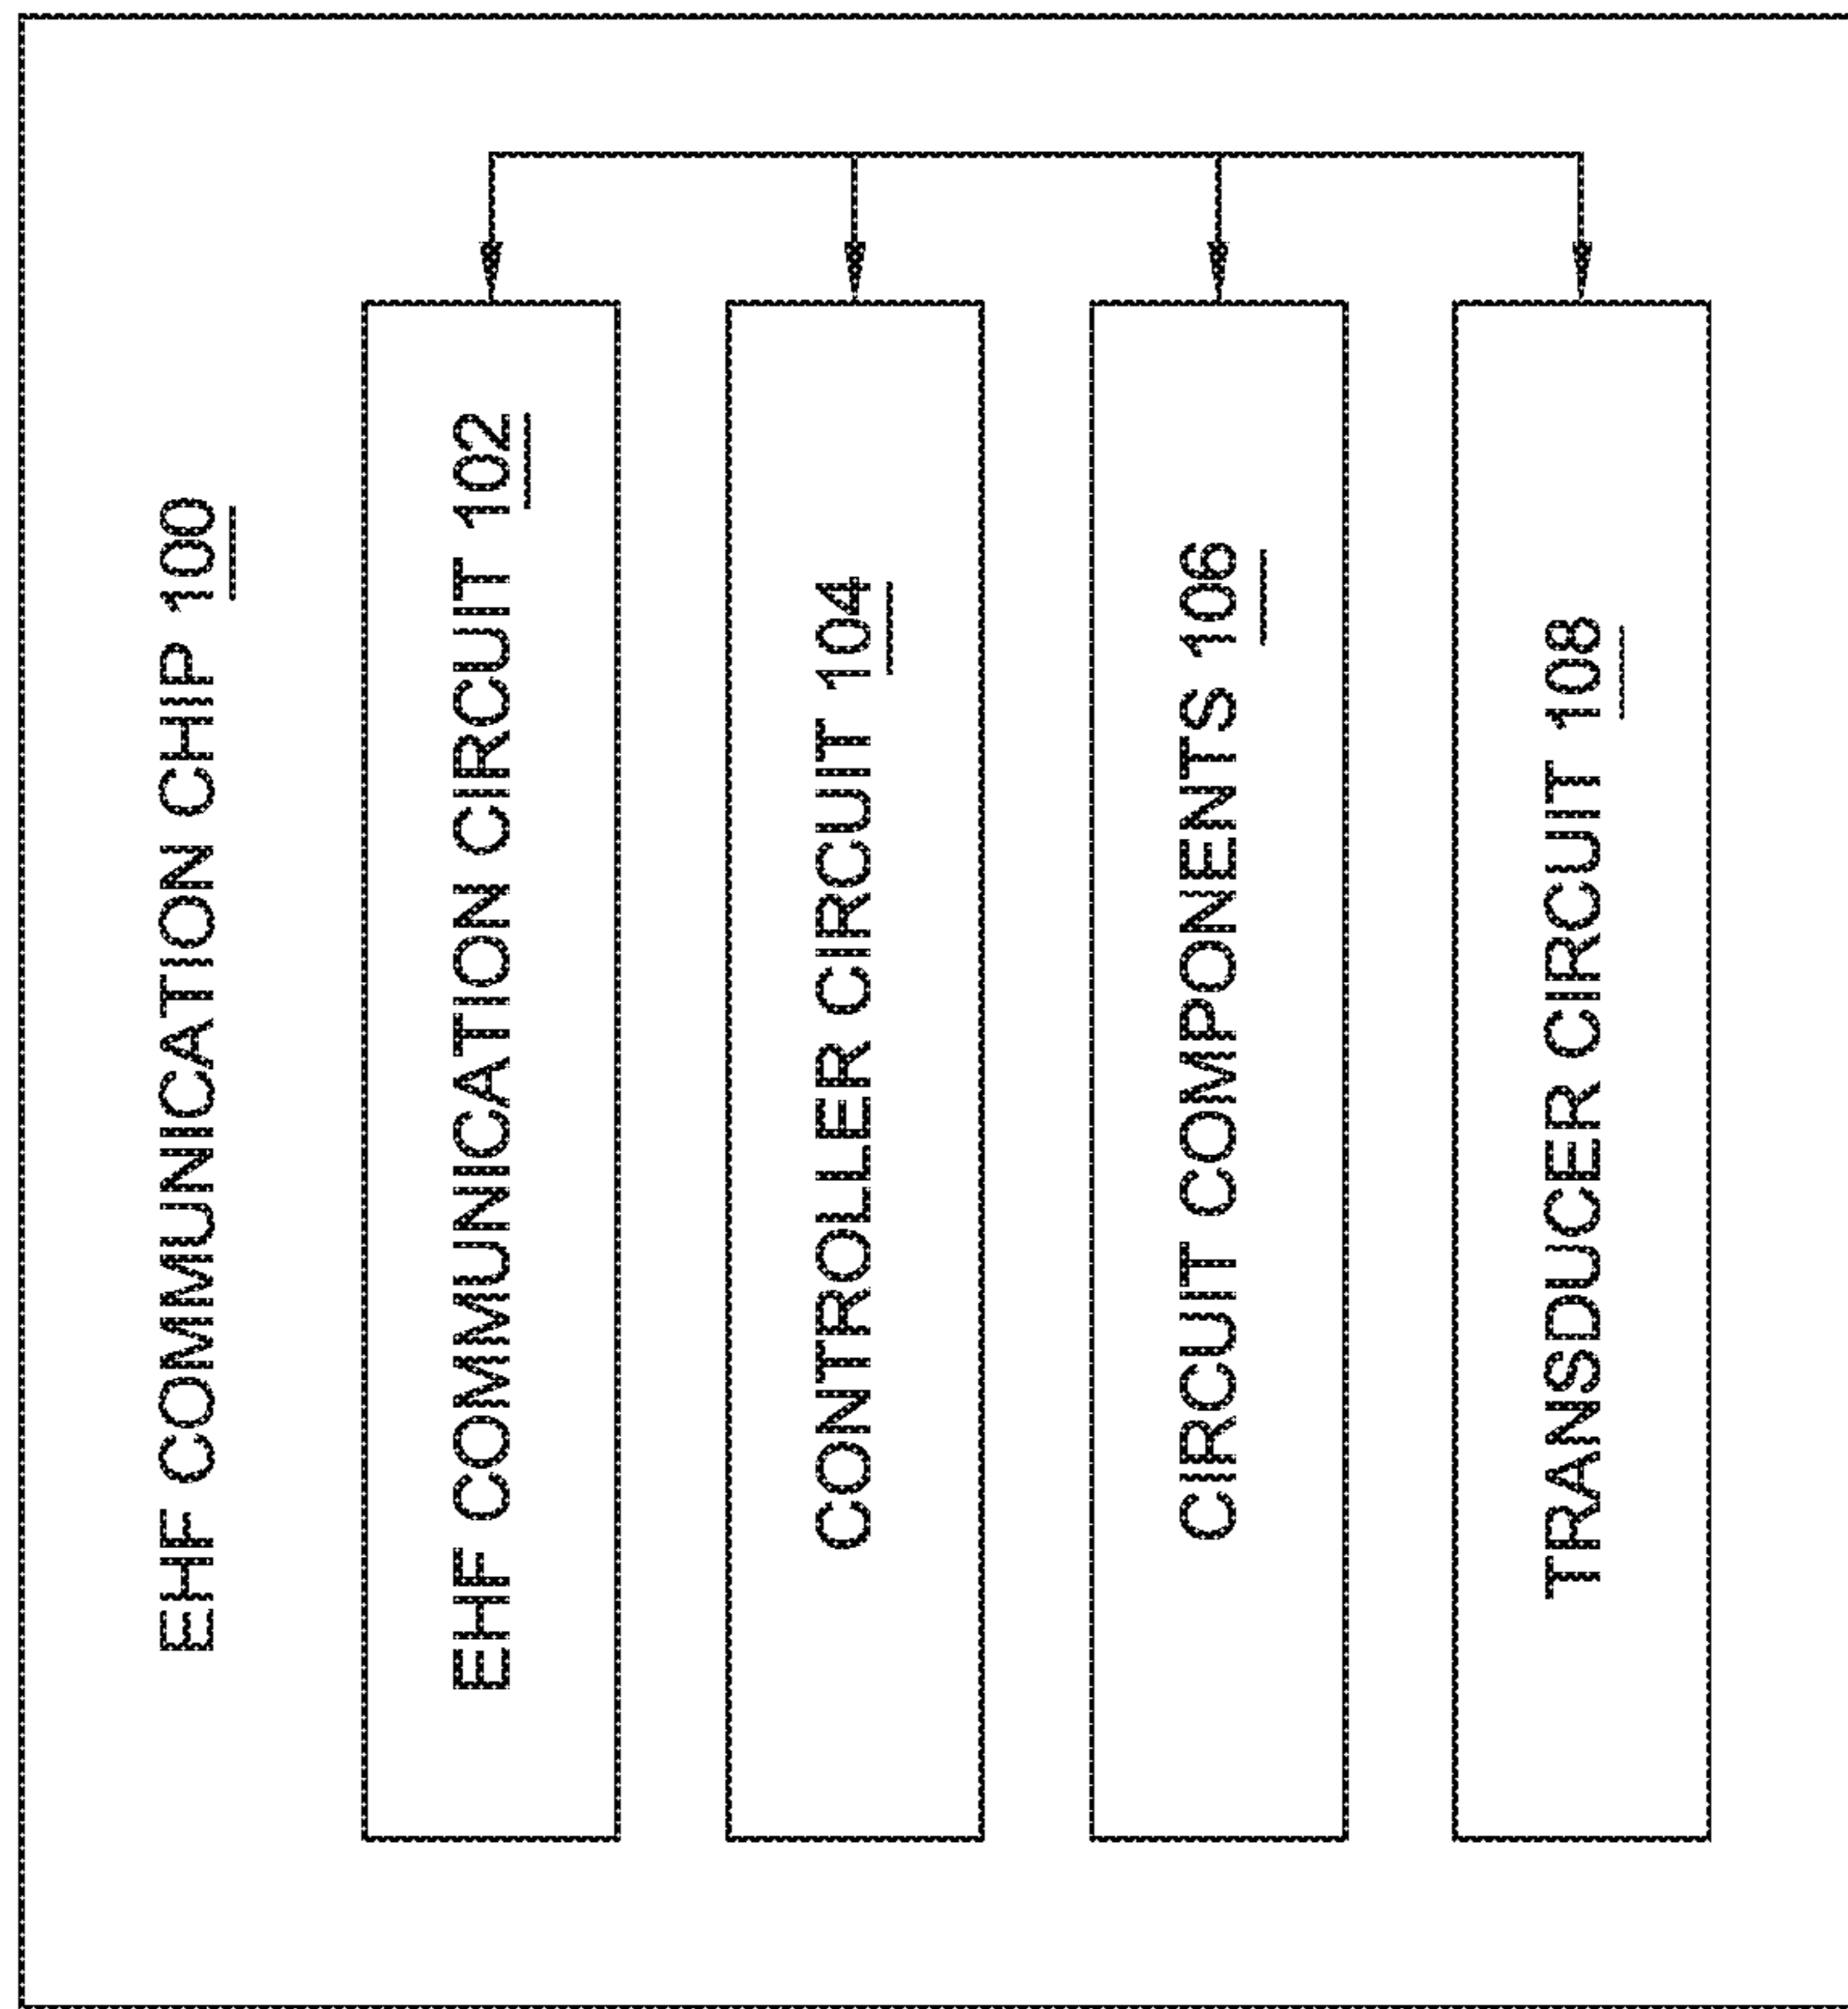 EHF COMMUNICATION CHIP 100
EHF COMMUNICATION CIRCUIT 102
CONTROLLER CIRCUIT 104
CIRCUIT COMPONENTS 106
TRANSDUCER CIRCUIT 108